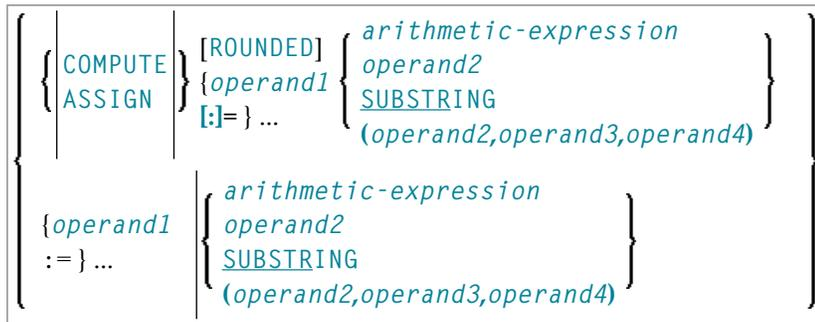 COMPUTE
ASSIGN
[ROUNDED]
{operand1
[:]= } ...
arithmetic-expression
operand2
SUBSTRING
(operand2,operand3,operand4)
{operand1
:= } ...
arithmetic-expression
operand2
SUBSTRING
(operand2,operand3,operand4)